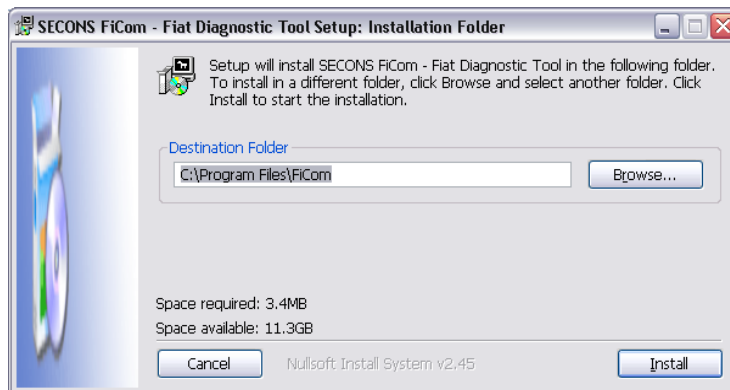 SECONS FiCom - Fiat Diagnostic Tool Setup: Installation Folder
Setup will install SECONS FiCom - Fiat Diagnostic Tool in the following folder.
To install in a different folder, click Browse and select another folder. Click
Install to start the installation.
Destination Folder
C:\Program Files\FiCom
Browse...
Space required: 3.4MB
Space available: 11.3GB
Cancel
Nullsoft Install System v2.45
Install